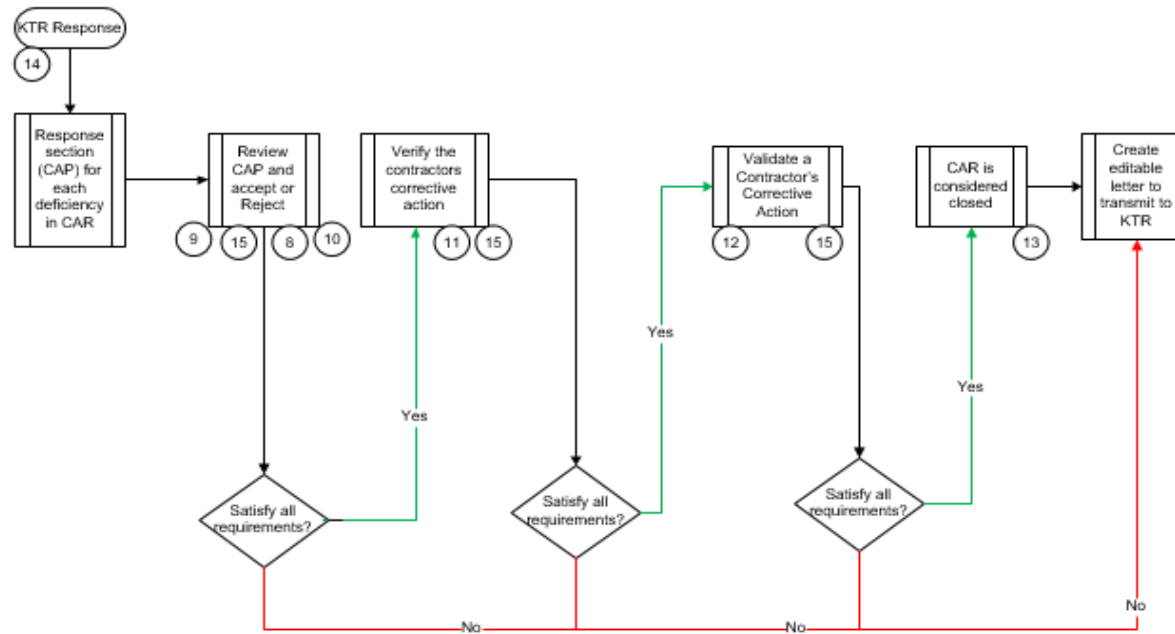 KTR Response
14
Response
section
(CAP) for
each
deficiency
in CAR
Review
CAP and
accept or
Reject
9
15
8
10
Verify the
contractors
corrective
action
11
15
Validate a
Contractor's
Corrective
Action
12
15
CAR is
considered
closed
13
Create
editable
letter to
transmit to
KTR
Yes
Yes
Yes
Satisfy all
requirements?
Satisfy all
requirements?
Satisfy all
requirements?
No
No
No